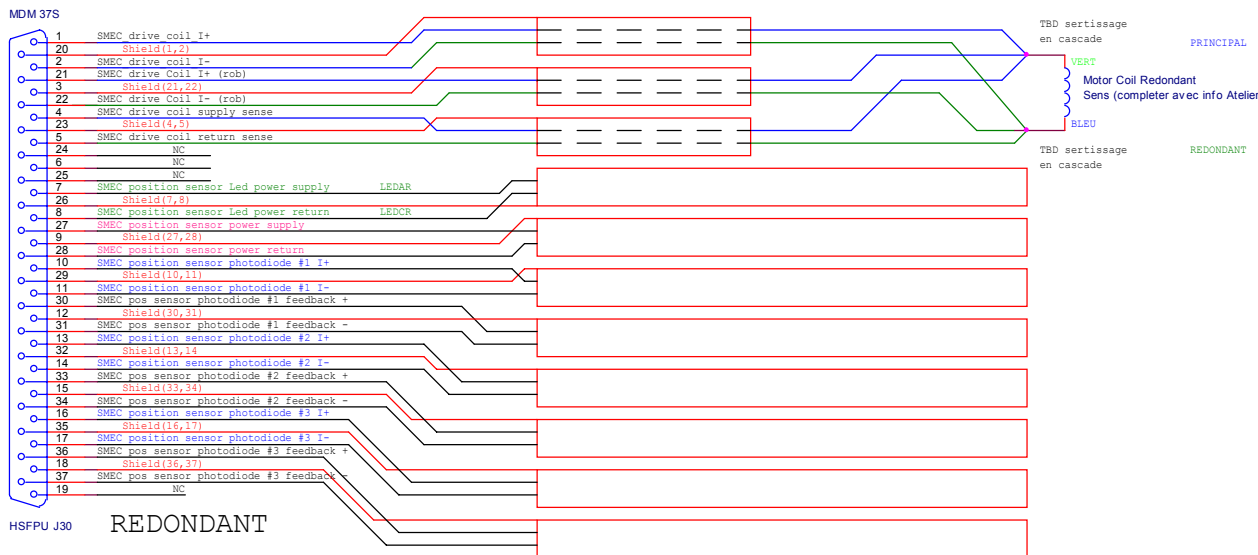 MDM 37S
1 SMEC drive coil I+
20 Shield(1,2)
2 SMEC drive coil I-
21 SMEC drive Coil I+ (rob)
3 Shield(21,22)
22 SMEC drive Coil I- (rob)
4 SMEC drive coil supply sense
23 Shield(4,5)
5 SMEC drive coil return sense
24 NC
6 NC
25 NC
7 SMEC position sensor Led power supply LEDAR
26 Shield(7,8)
8 SMEC position sensor Led power return LEDCR
27 SMEC position sensor power supply
9 Shield(27,28)
28 SMEC position sensor power return
10 SMEC position sensor photodiode #1 I+
29 Shield(10,11)
11 SMEC position sensor photodiode #1 I-
30 SMEC pos sensor photodiode #1 feedback +
12 Shield(30,31)
31 SMEC pos sensor photodiode #1 feedback -
13 SMEC position sensor photodiode #2 I+
32 Shield(13,14
14 SMEC position sensor photodiode #2 I-
33 SMEC pos sensor photodiode #2 feedback +
15 Shield(33,34)
34 SMEC pos sensor photodiode #2 feedback -
16 SMEC position sensor photodiode #3 I+
35 Shield(16,17)
17 SMEC position sensor photodiode #3 I-
36 SMEC pos sensor photodiode #3 feedback +
18 Shield(36,37)
37 SMEC pos sensor photodiode #3 feedback -
19 NC
HSFPU J30
REDONDANT
TBD sertissage
en cascade
PRINCIPAL
VERT
Motor Coil Redondant
Sens (completer avec info Atelier
BLEU
TBD sertissage
en cascade
REDONDANT